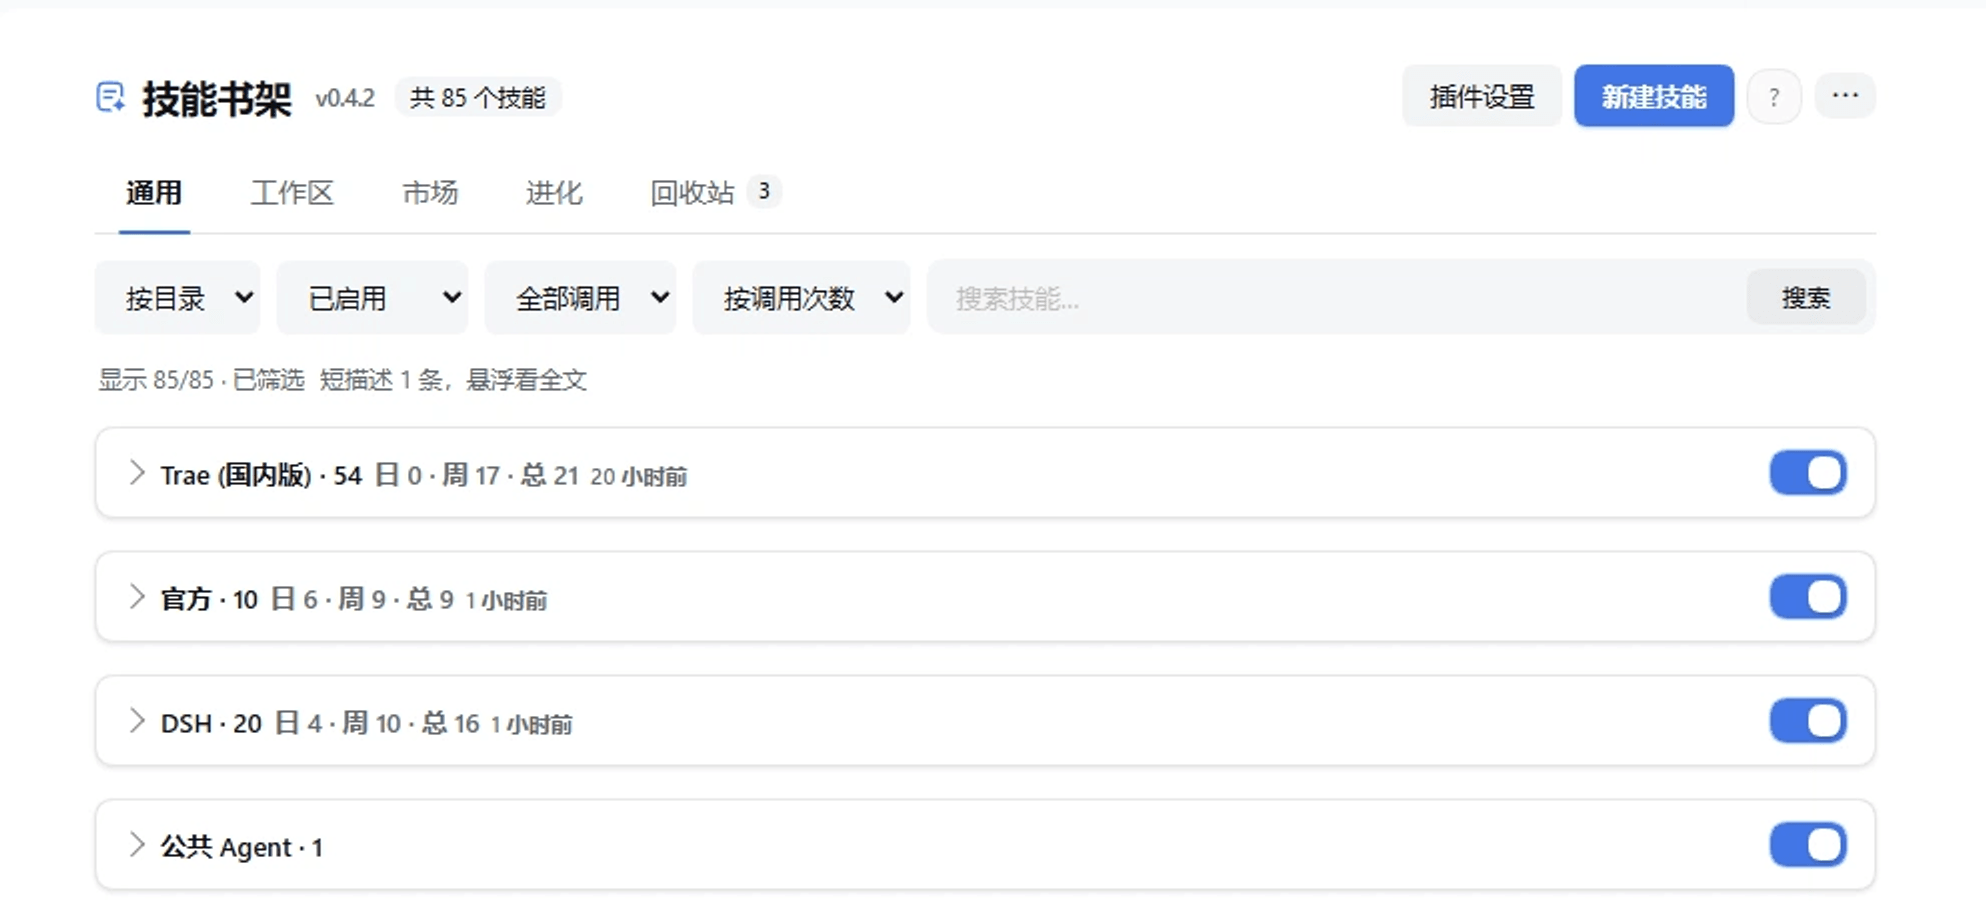 技能书架 v0.4.2 共 85 个技能 插件设置 新建技能 ? ···
通用 工作区 市场 进化 回收站 3
按目录 已启用 全部调用 按调用次数 搜索技能... 搜索
显示 85/85 · 已筛选 短描述 1 条，悬浮看全文
Trae (国内版) · 54 日 0 · 周 17 · 总 21 20 小时前
官方 · 10 日 6 · 周 9 · 总 9 1 小时前
DSH · 20 日 4 · 周 10 · 总 16 1 小时前
公共 Agent · 1